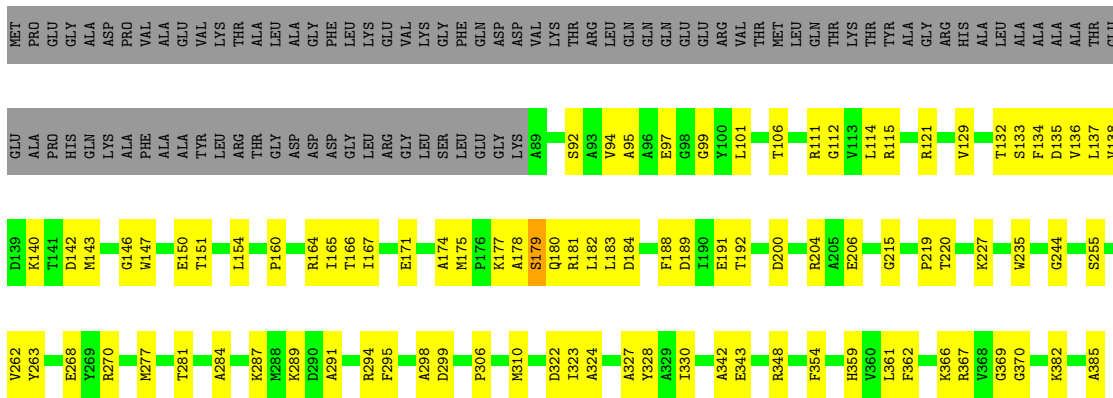 MET PRO GLU GLY ALA ASP PRO VAL ALA GLU VAL LYS THR ALA LEU ALA GLY PHE LEU LYS GLU VAL LYS GLY PHE GLN ASP ASP VAL LYS THR ARG LEU GLN GLN GLN GLU GLU ARG VAL THR MET LEU GLN THR LYS THR TYR ALA GLY ARG HIS ALA LEU ALA ALA ALA ALA THR GLU
GLU ALA PRO HIS GLN LYS ALA PHE ALA ALA TYR LEU ARG THR GLY ASP ASP ASP GLY LEU ARG GLY LEU SER LEU GLU GLY LYS A89 S92 A93 V94 A95 A96 E97 G98 G99 Y100 L101 T106 R111 G112 V113 L114 R115 R121 V129 T132 S133 F134 D135 V136 L137 V138
D139 K140 T141 D142 M143 G146 W147 E150 T151 L154 P160 R164 I165 T166 I167 E171 A174 M175 P176 K177 A178 S179 Q180 R181 L182 L183 D184 F188 D189 I190 E191 T192 D200 R204 A205 E206 G215 P219 T220 K227 W235 G244 S255
V262 Y263 E268 Y269 R270 M277 T281 A284 K287 M288 K289 D290 A291 R294 F295 A298 D299 P306 M310 D322 I323 A324 A327 Y328 A329 I330 A342 E343 R348 F354 H359 V360 L361 F362 K366 R367 V368 G369 G370 K382 A385